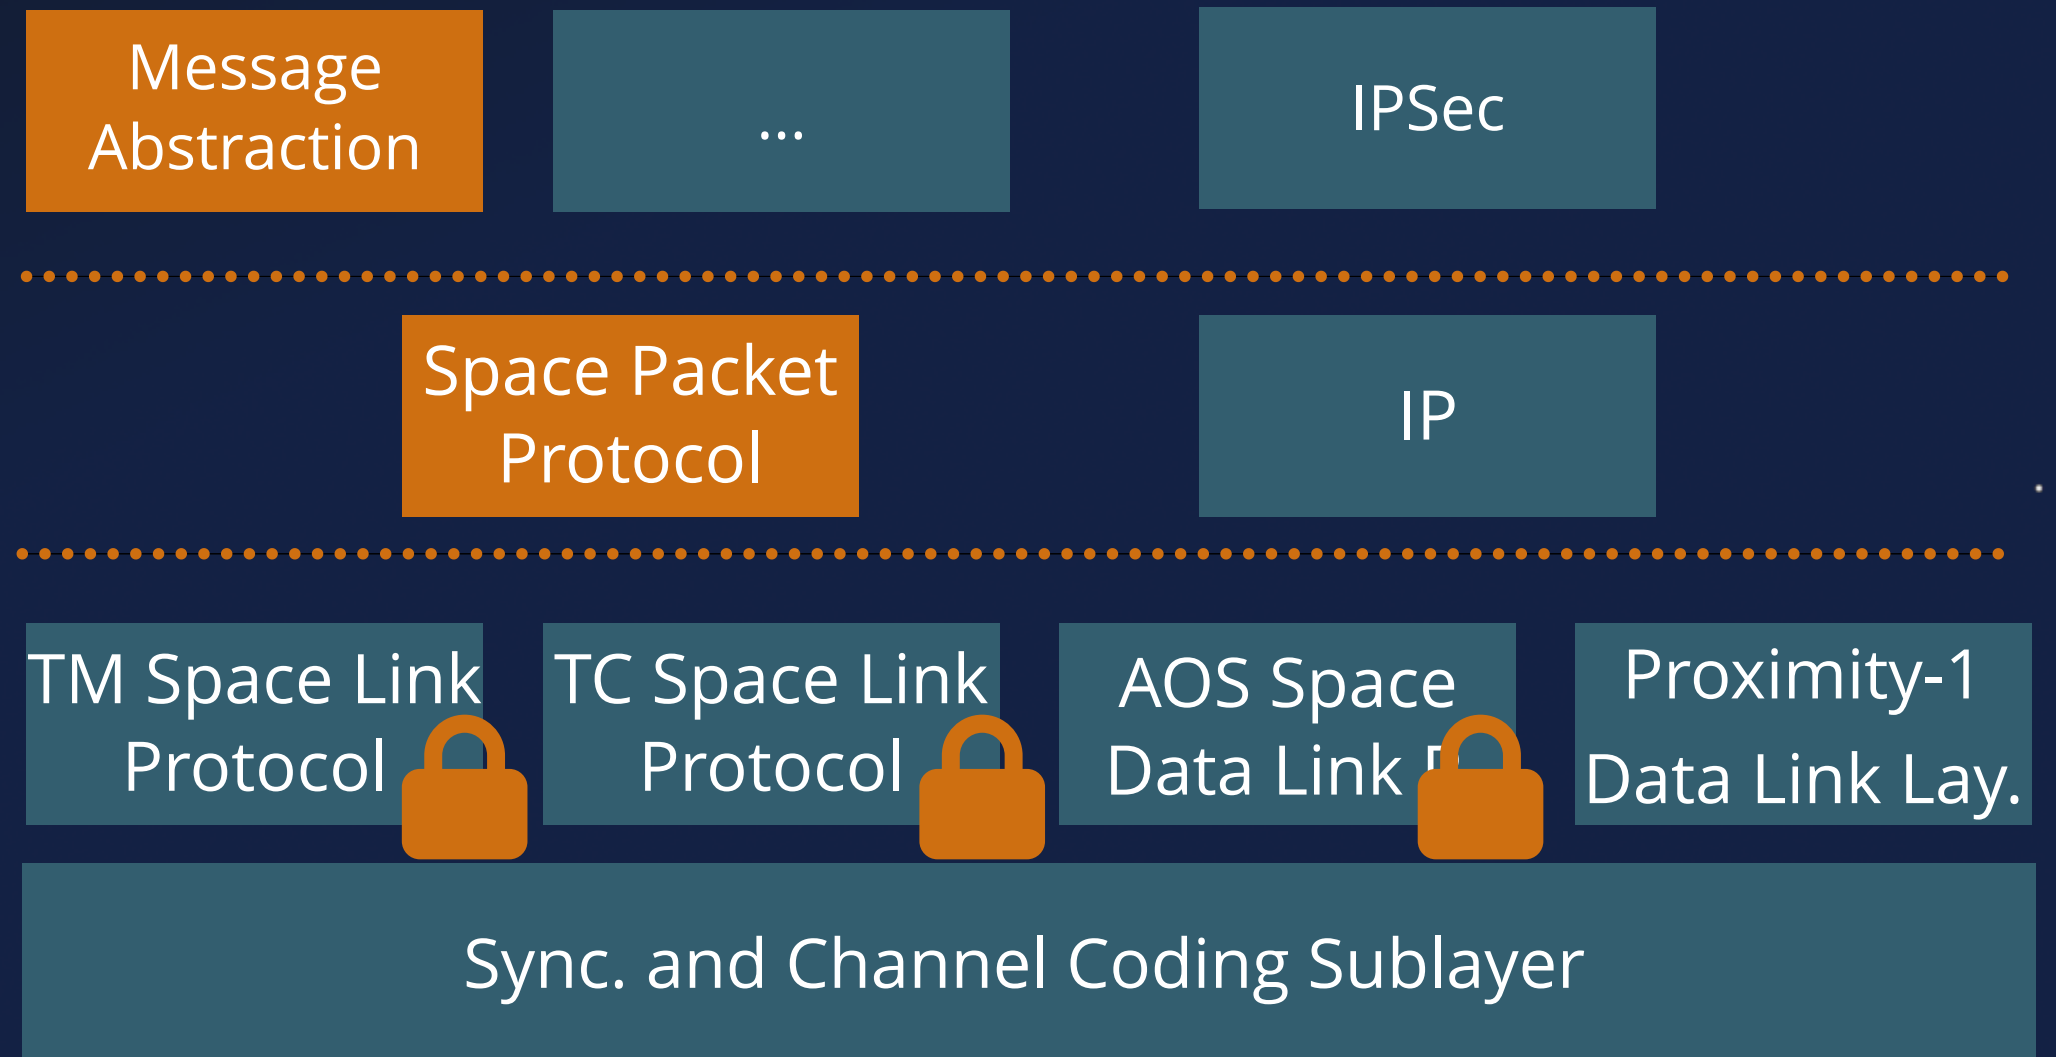 Message
Abstraction
...
IPSec
Space Packet
Protocol
IP
TM Space Link
Protocol
TC Space Link
Protocol
AOS Space
Data Link
Proximity-1
Data Link Lay.
Sync. and Channel Coding Sublayer